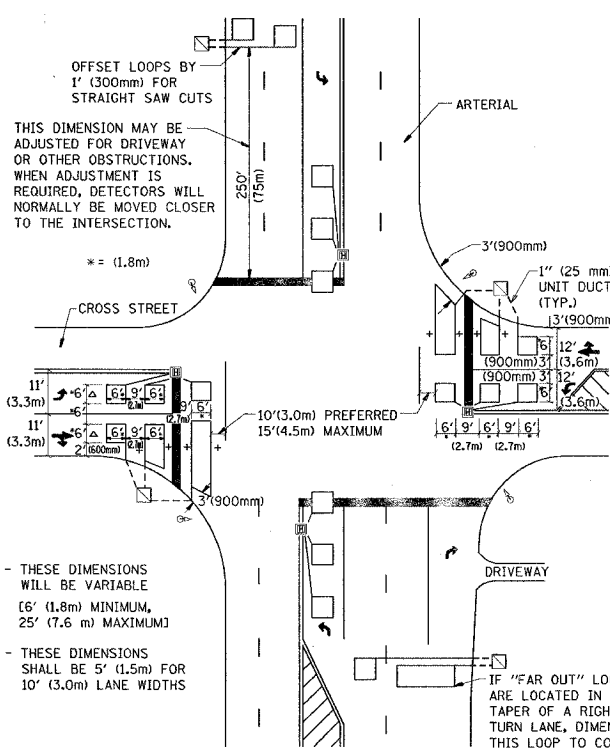 OFFSET LOOPS BY
1' (300mm) FOR
STRAIGHT SAW CUTS
THIS DIMENSION MAY BE
ADJUSTED FOR DRIVEWAY
OR OTHER OBSTRUCTIONS.
WHEN ADJUSTMENT IS
REQUIRED, DETECTORS WILL
NORMALLY BE MOVED CLOSER
TO THE INTERSECTION.
* = (1.8m)
250'
(75m)
ARTERIAL
3'(900mm)
1" (25 mm
UNIT DUCT
(TYP.)
3'(900mm
CROSS STREET
6'
12'
(3.6m)
(900mm) 3'
(900mm) 3'
12'
6'
(3.6m)
6' 9' 6' 9' 6'
* * *
(2.7m) (2.7m)
11'
(3.3m)
*6'
6' 9' 6'
(2.7m)
9' 6'
(2.7m) *
*6'
11'
(3.3m)
*6'
6' 9' 6'
(2.7m)
2' (600mm)
10'(3.0m) PREFERRED
15'(4.5m) MAXIMUM
3'(900mm)
- THESE DIMENSIONS
WILL BE VARIABLE
[6' (1.8m) MINIMUM,
25' (7.6 m) MAXIMUM]
- THESE DIMENSIONS
SHALL BE 5' (1.5m) FOR
10' (3.0m) LANE WIDTHS
DRIVEWAY
IF "FAR OUT" LO
ARE LOCATED IN
TAPER OF A RIGH
TURN LANE, DIMEN
THIS LOOP TO CO